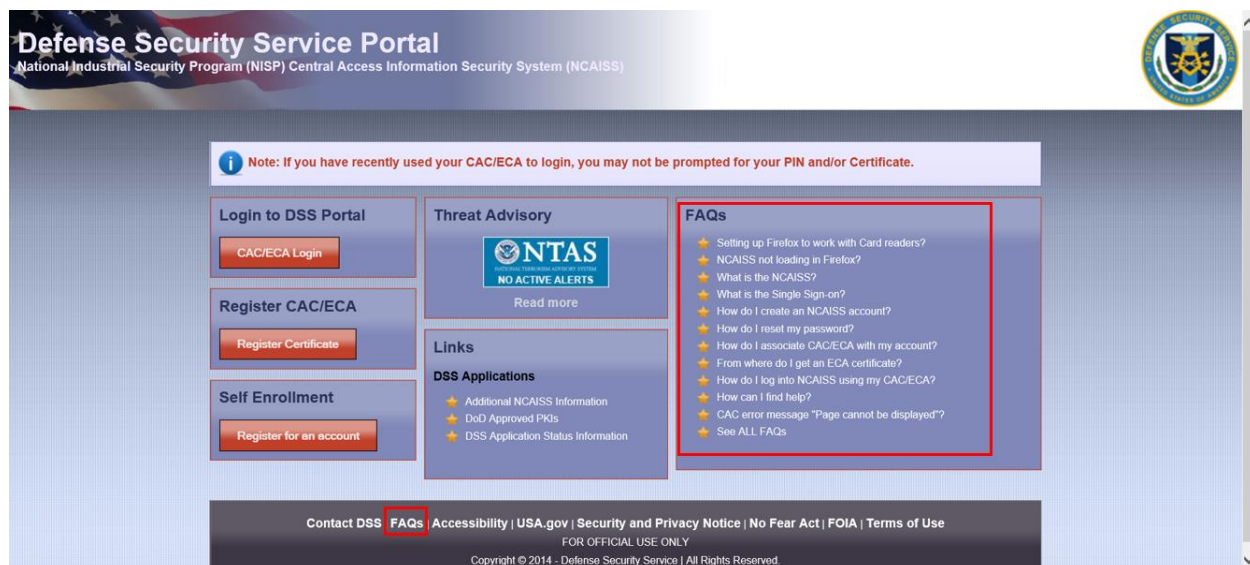 Defense Security Service Portal
National Industrial Security Program (NISP) Central Access Information Security System (NCAISS)
Note: If you have recently used your CAC/ECA to login, you may not be prompted for your PIN and/or Certificate.
Login to DSS Portal
CAC/ECA Login
Register CAC/ECA
Register Certificate
Self Enrollment
Register for an account
Threat Advisory
NTAS
NATIONAL TERRORISM ADVISORY SYSTEM
NO ACTIVE ALERTS
Read more
Links
DSS Applications
Additional NCAISS Information
DoD Approved PKIs
DSS Application Status Information
FAQs
Setting up Firefox to work with Card readers?
NCAISS not loading in Firefox?
What is the NCAISS?
What is the Single Sign-on?
How do I create an NCAISS account?
How do I reset my password?
How do I associate CAC/ECA with my account?
From where do I get an ECA certificate?
How do I log into NCAISS using my CAC/ECA?
How can I find help?
CAC error message "Page cannot be displayed"?
See ALL FAQs
Contact DSS | FAQs | Accessibility | USA.gov | Security and Privacy Notice | No Fear Act | FOIA | Terms of Use
FOR OFFICIAL USE ONLY
Copyright © 2014 - Defense Security Service | All Rights Reserved.
DEFENSE SECURITY SERVICE
UNITED STATES OF AMERICA